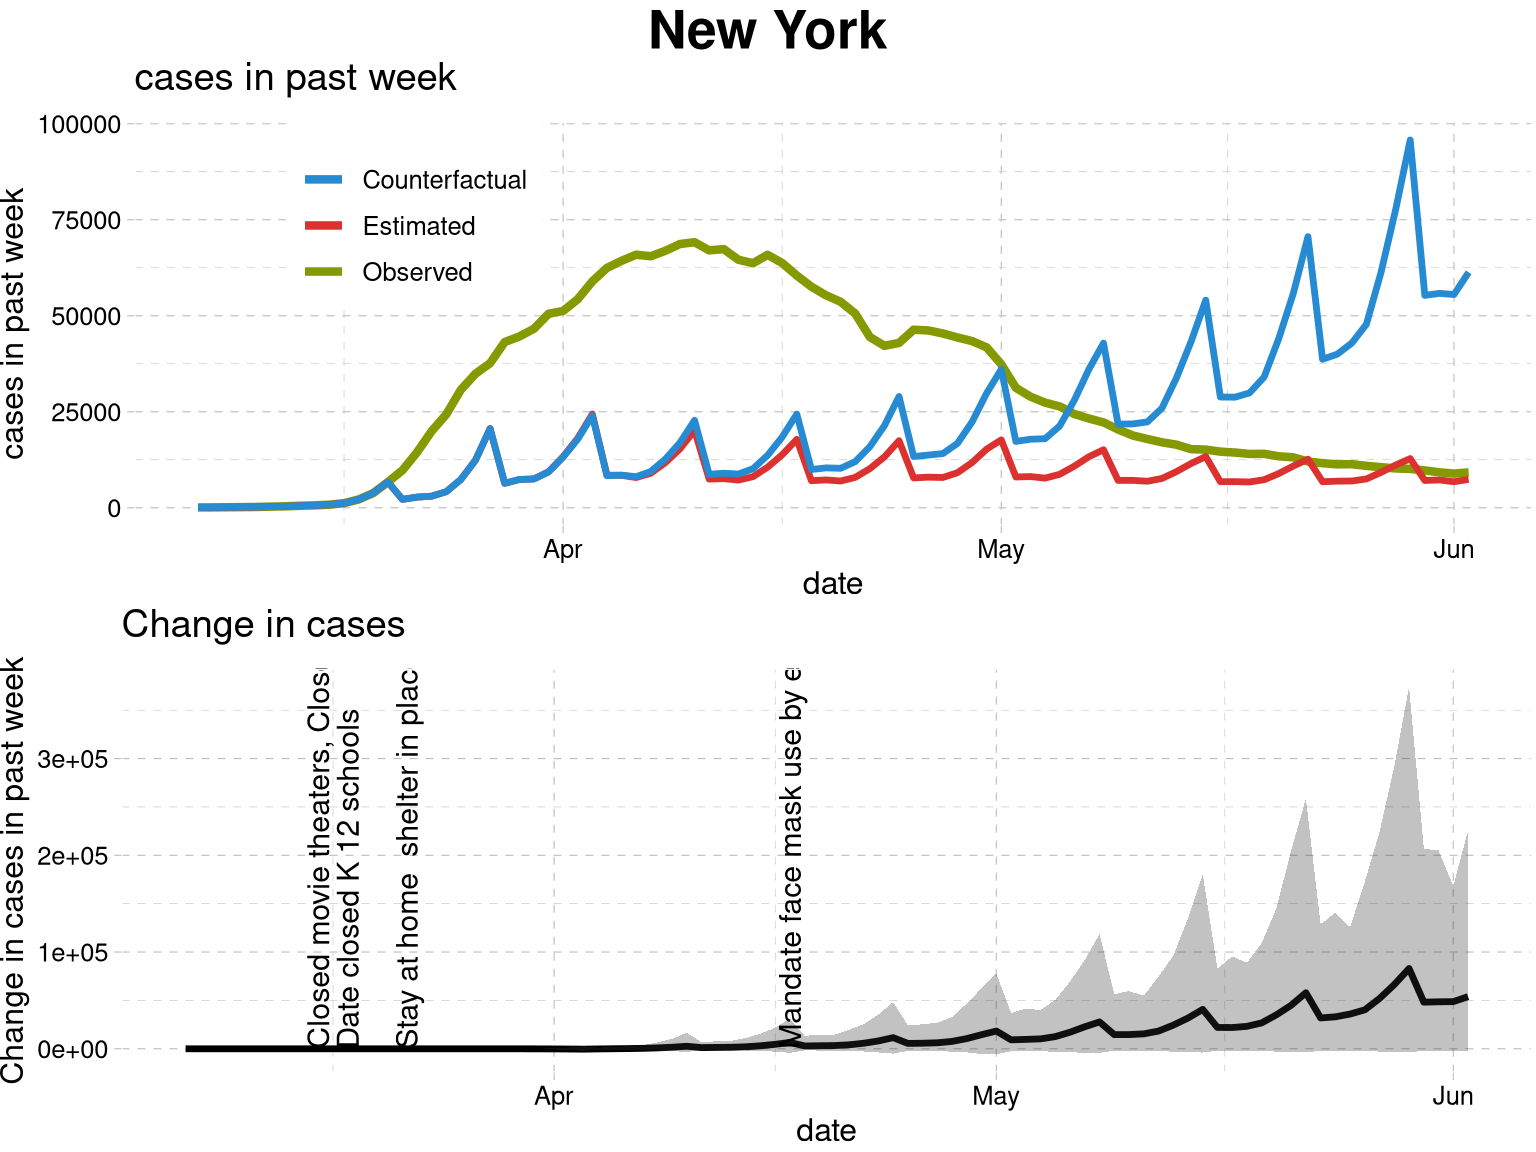 New York
cases in past week
cases in past week
100000
75000
50000
25000
0
Counterfactual
Estimated
Observed
Apr
May
Jun
date
Change in cases
Change in cases in past week
3e+05
2e+05
1e+05
0e+00
Closed movie theaters,
Date closed K 12 schools
Stay at home  shelter in
Mandate face mask use by
Apr
May
Jun
date